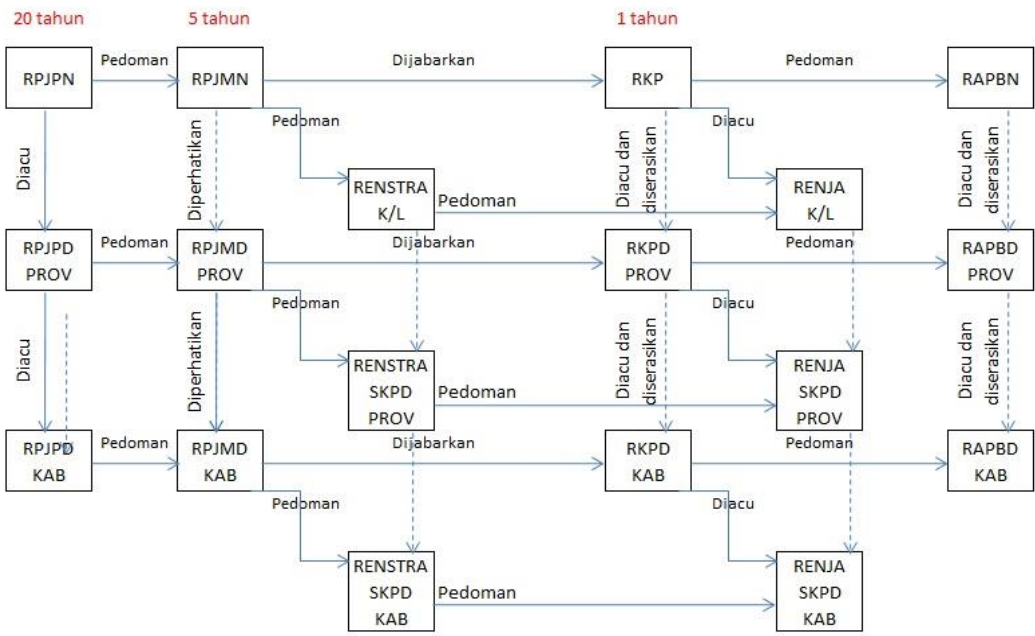 20 tahun
5 tahun
1 tahun
RPJPN
Pedoman
RPJMN
Dijabarkan
RKP
Pedoman
RAPBN
Diacu
Diperhatikan
Pedoman
RENSTRA
K/L
Pedoman
Diacu dan
diserasikan
Diacu
RENJA
K/L
Diacu dan
diserasikan
RPJPD
PROV
Pedoman
RPJMD
PROV
Dijabarkan
RKPD
PROV
Pedoman
RAPBD
PROV
Diacu
Diperhatikan
Pedoman
RENSTRA
SKPD
PROV
Pedoman
Diacu dan
diserasikan
Diacu
RENJA
SKPD
PROV
Diacu dan
diserasikan
RPJPD
KAB
Pedoman
RPJMD
KAB
Dijabarkan
RKPD
KAB
Pedoman
RAPBD
KAB
Pedoman
RENSTRA
SKPD
KAB
Pedoman
Diacu
RENJA
SKPD
KAB